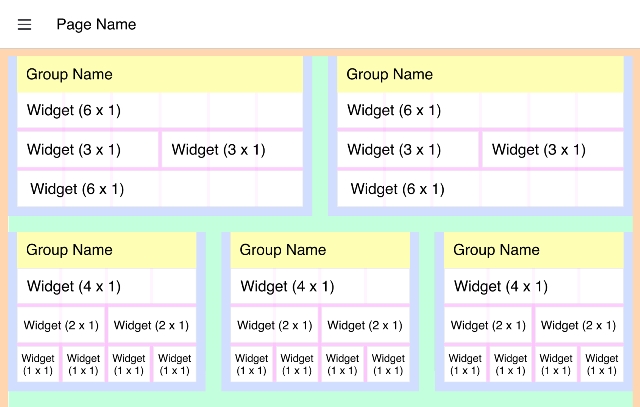 Page Name
Group Name
Group Name
Widget (6 x 1)
Widget (6 x 1)
Widget (3 x 1) Widget (3 x 1)
Widget (3 x 1) Widget (3 x 1)
Widget (6 x 1)
Widget (6 x 1)
Group Name
Group Name
Group Name
Widget (4 x 1)
Widget (4 x 1)
Widget (4 x 1)
Widget (2 x 1) Widget (2 x 1)
Widget (2 x 1) Widget (2 x 1)
Widget (2 x 1) Widget (2 x 1)
Widget Widget Widget Widget
(1 x 1) (1 x 1) (1 x 1) (1 x 1)
Widget Widget Widget Widget
(1 x 1) (1 x 1) (1 x 1) (1 x 1)
Widget Widget Widget Widget
(1 x 1) (1 x 1) (1 x 1) (1 x 1)